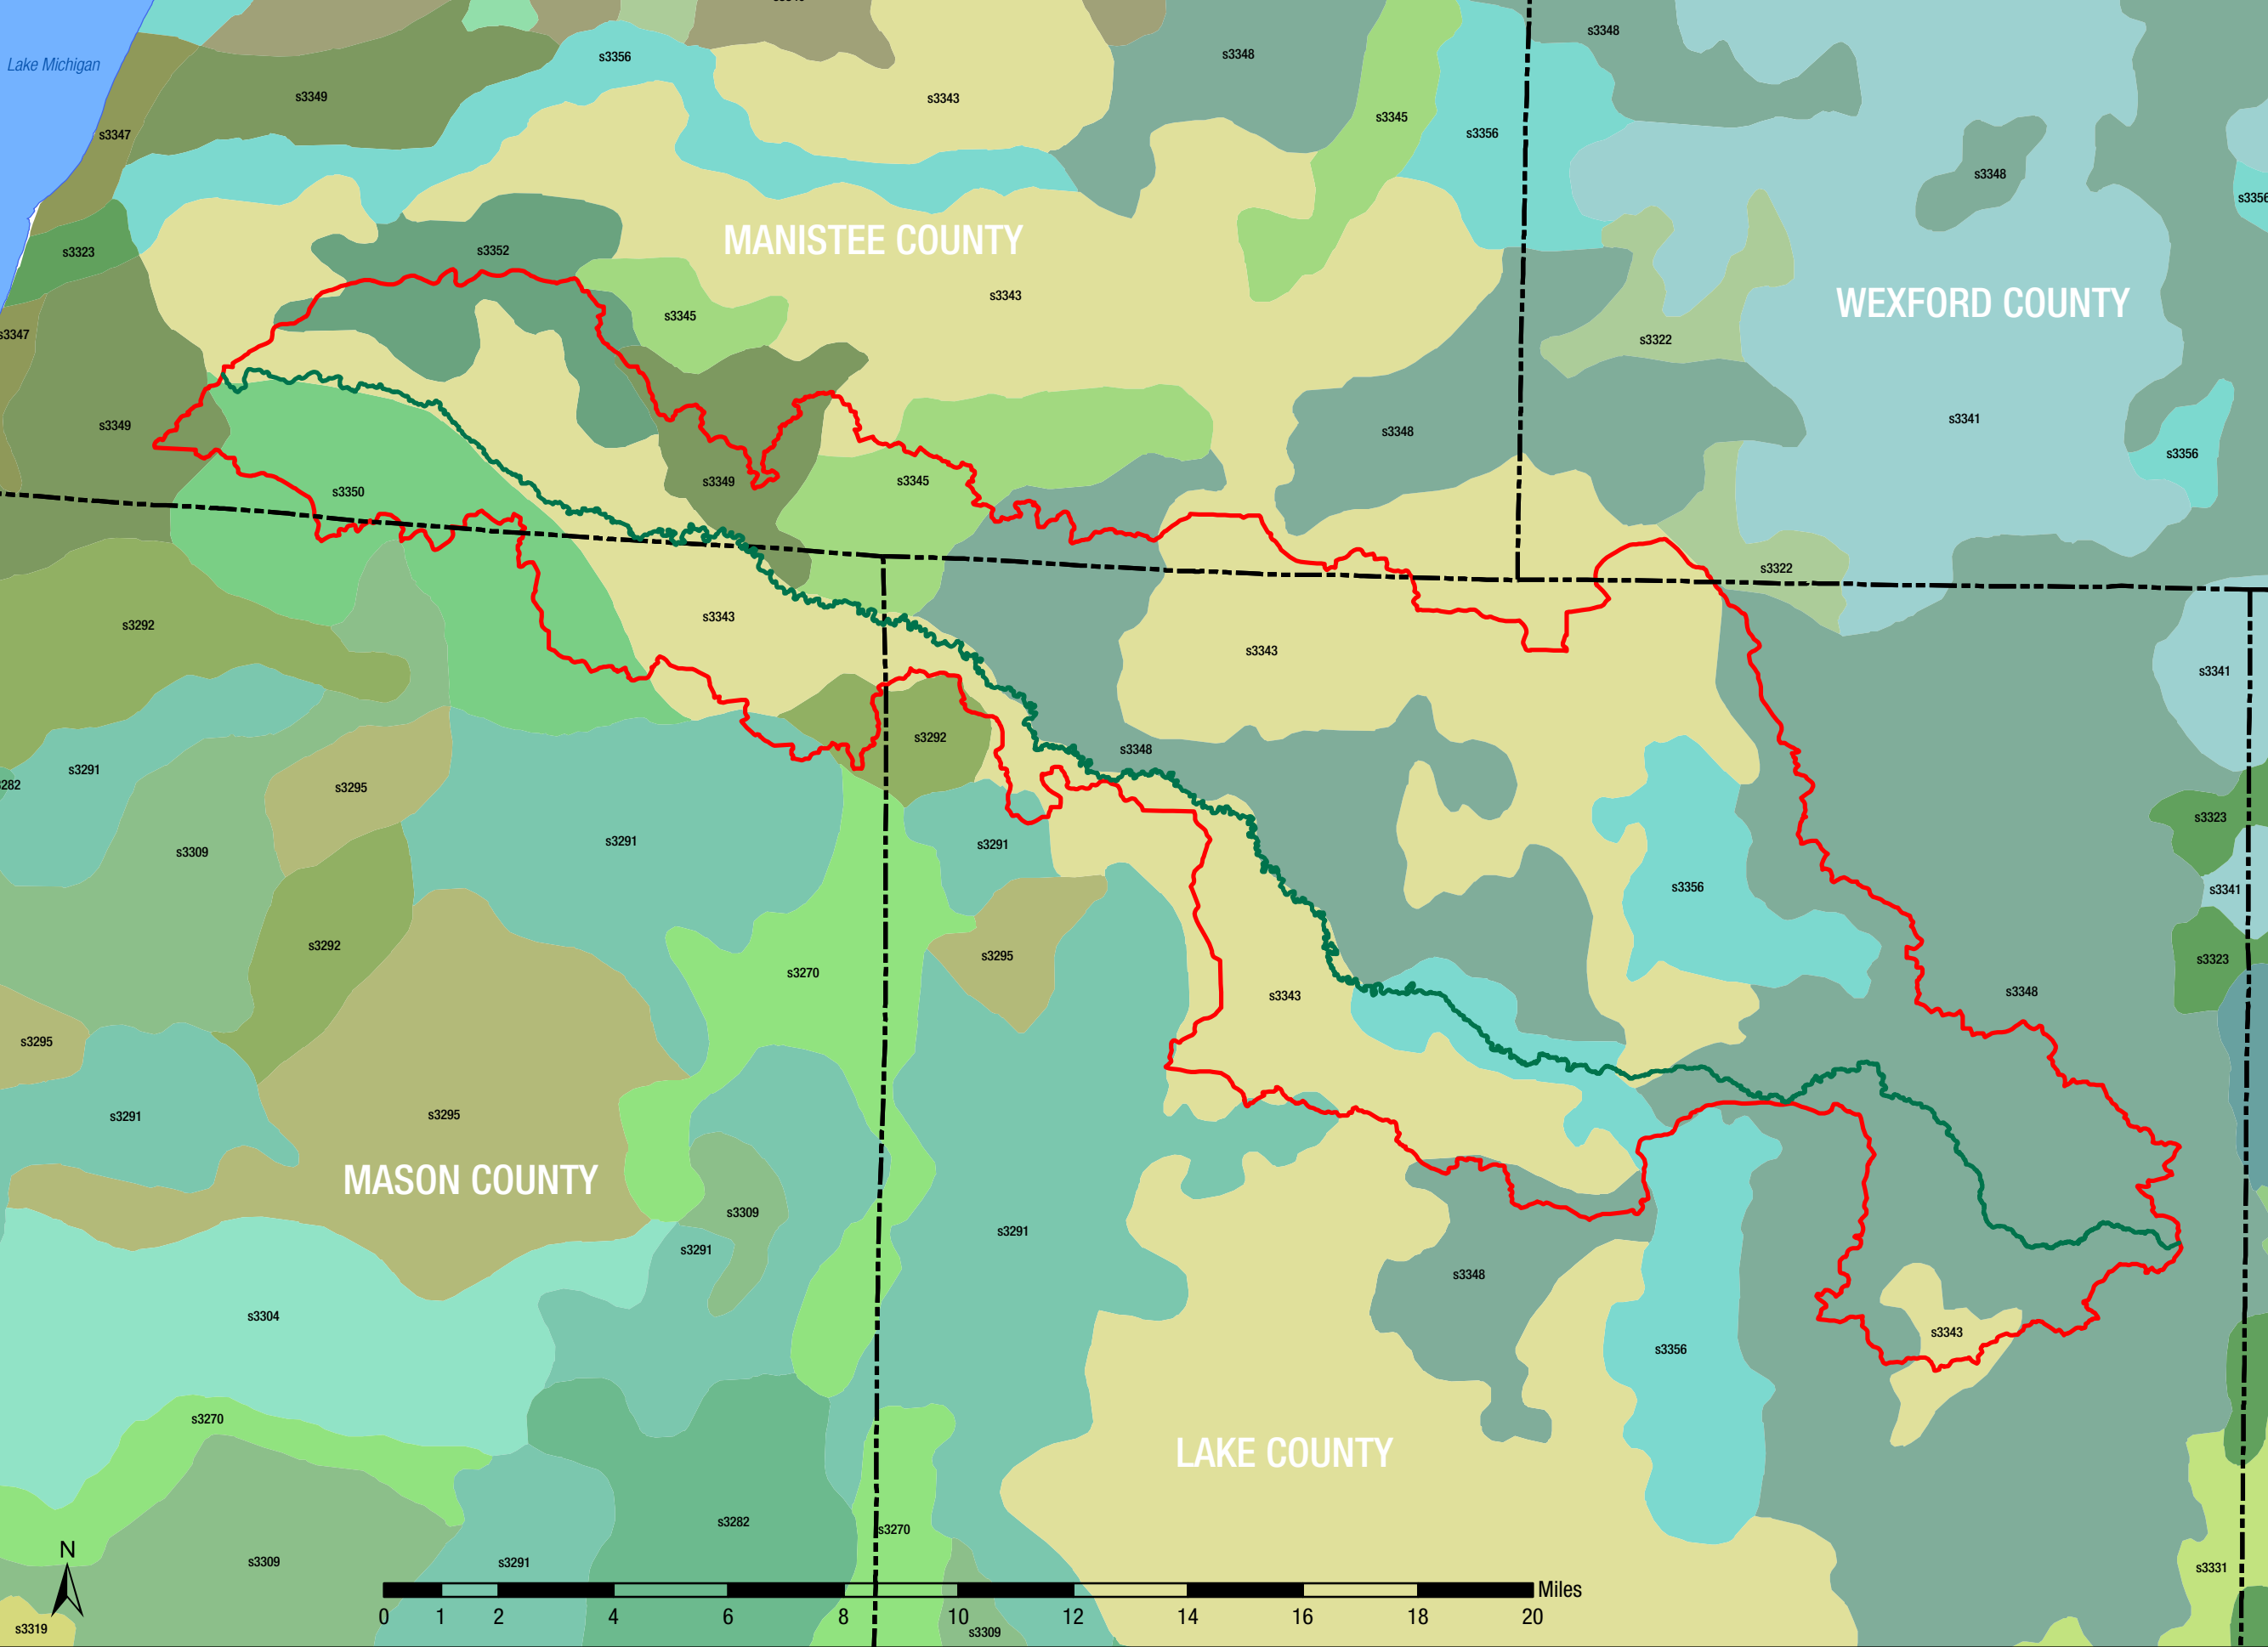 s3348
Lake Michigan
s3356
s3348
s3349
s3343
s3345
s3347
s3356
s3348
s3356
MANISTEE COUNTY
s3323
s3352
s3343
WEXFORD COUNTY
s3345
s3347
s3322
s3349
s3348
s3341
s3356
s3349
s3345
s3350
s3322
s3292
s3343
s3343
s3341
s3292
s3348
s3291
s3295
3282
s3309
s3291
s3291
s3323
s3356
s3341
s3292
s3295
s3270
s3343
s3348
s3323
s3295
s3291
s3295
MASON COUNTY
s3309
s3291
s3291
s3348
s3304
s3343
s3356
s3270
LAKE COUNTY
s3282
s3270
N
s3309
s3291
s3331
Miles
0 1 2 4 6 8 10 12 14 16 18 20
s3319
s3309